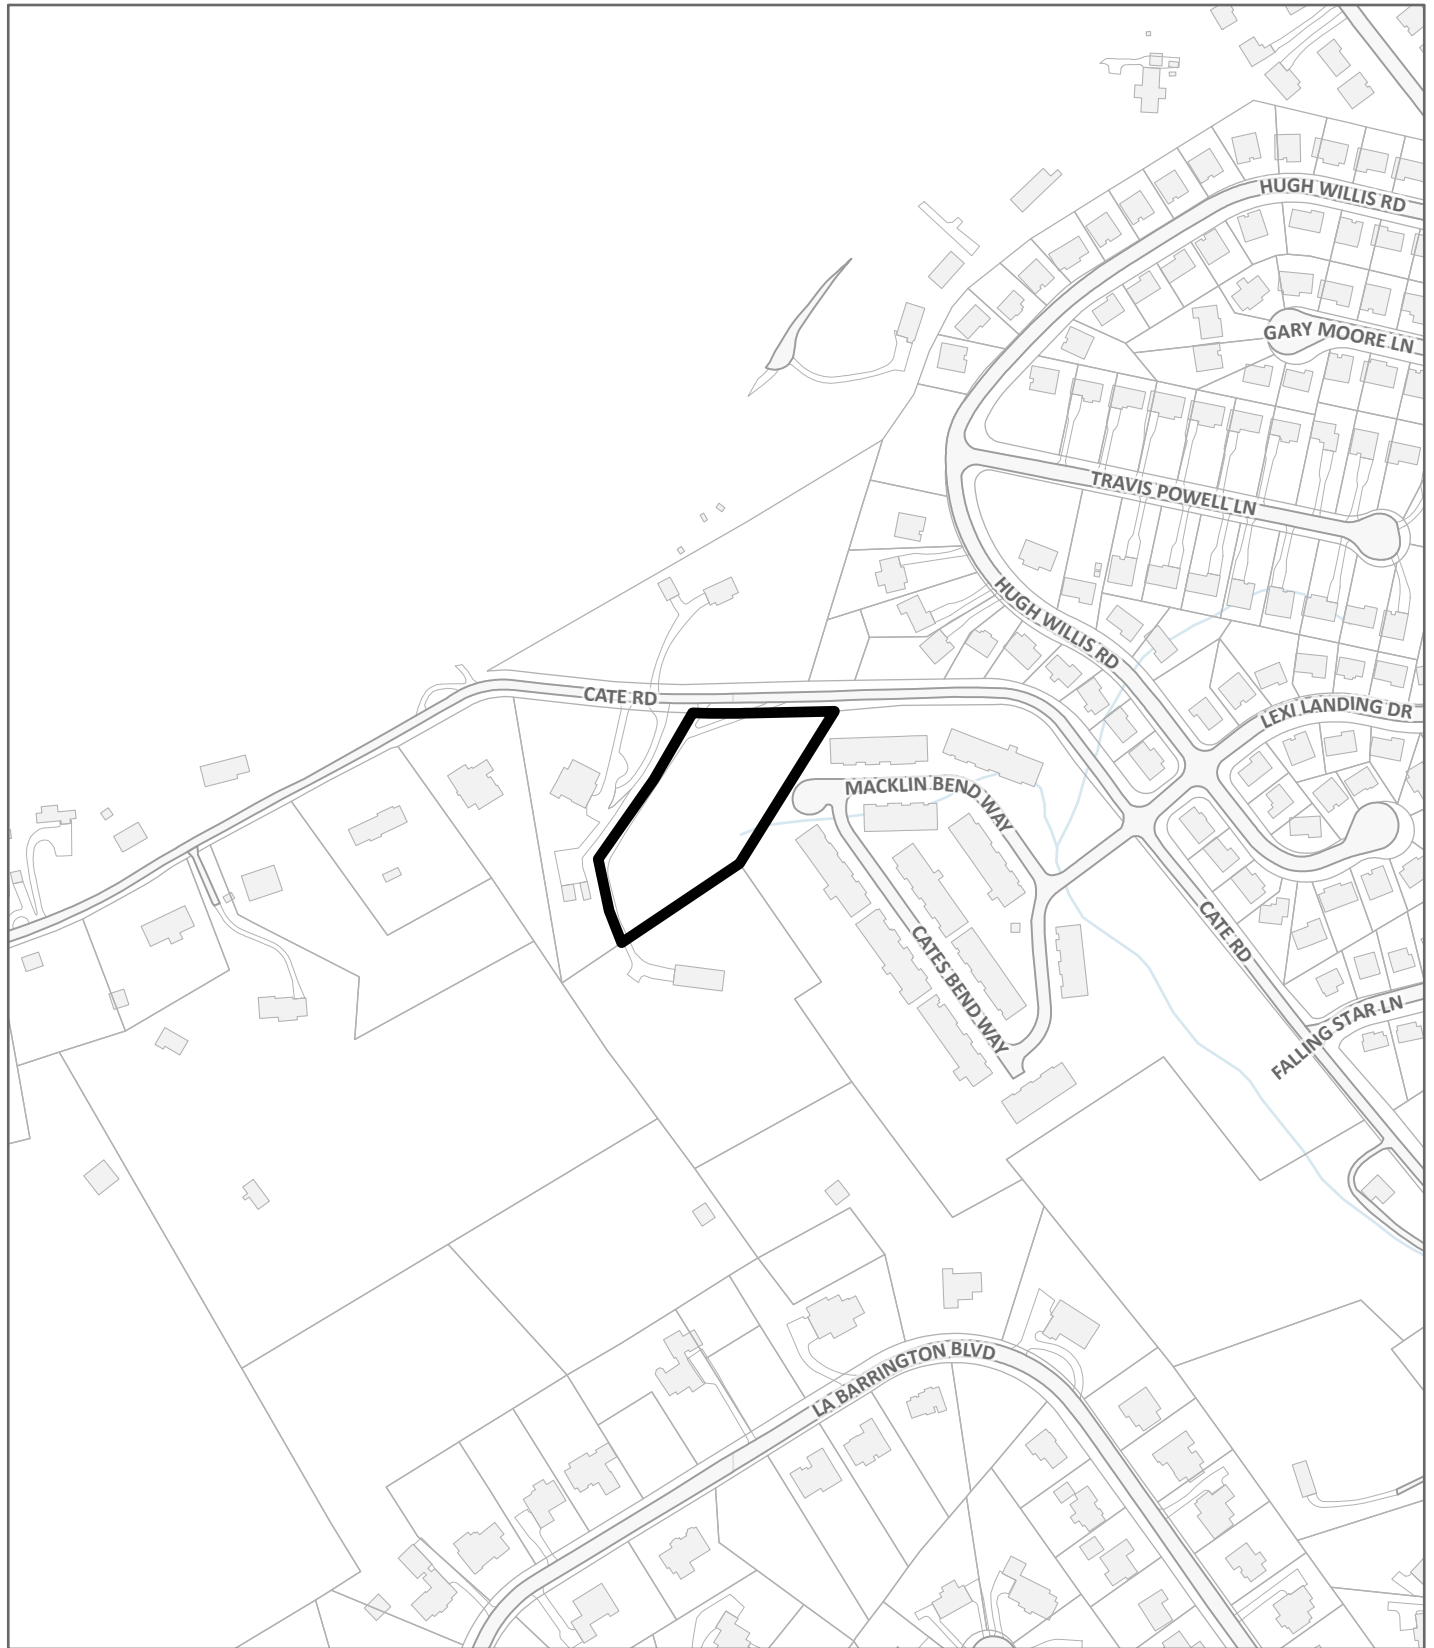 HUGH WILLIS RD
GARY MOORE LN
TRAVIS POWELL LN
HUGH WILLIS RD
CATE RD
LEXI LANDING DR
MACKLIN BEND WAY
CATES BEND WAY
CATE RD
FALLING STAR LN
LA BARRINGTON BLVD